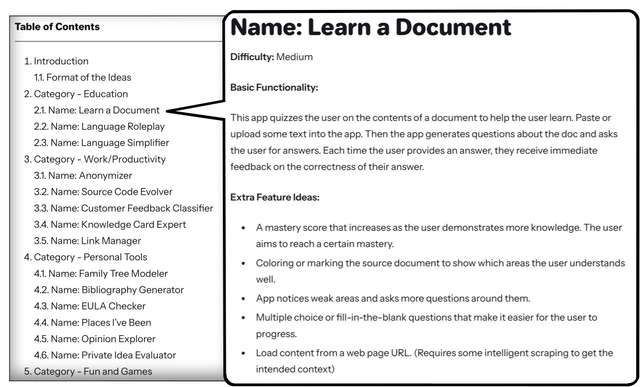 Table of Contents
1. Introduction
1.1. Format of the Ideas
2. Category - Education
2.1. Name: Learn a Document
2.2. Name: Language Roleplay
2.3. Name: Language Simplifier
3. Category - Work/Productivity
3.1. Name: Anonymizer
3.2. Name: Source Code Evolver
3.3. Name: Customer Feedback Classifier
3.4. Name: Knowledge Card Expert
3.5. Name: Link Manager
4. Category - Personal Tools
4.1. Name: Family Tree Modeler
4.2. Name: Bibliography Generator
4.3. Name: EULA Checker
4.4. Name: Places I've Been
4.5. Name: Opinion Explorer
4.6. Name: Private Idea Evaluator
5. Category - Fun and Games
Name: Learn a Document
Difficulty: Medium
Basic Functionality:
This app quizzes the user on the contents of a document to help the user learn. Paste or
upload some text into the app. Then the app generates questions about the doc and asks
the user for answers. Each time the user provides an answer, they receive immediate
feedback on the correctness of their answer.
Extra Feature Ideas:
• A mastery score that increases as the user demonstrates more knowledge. The user
aims to reach a certain mastery.
• Coloring or marking the source document to show which areas the user understands
well.
• App notices weak areas and asks more questions around them.
• Multiple choice or fill-in-the-blank questions that make it easier for the user to
progress.
• Load content from a web page URL. (Requires some intelligent scraping to get the
intended context)